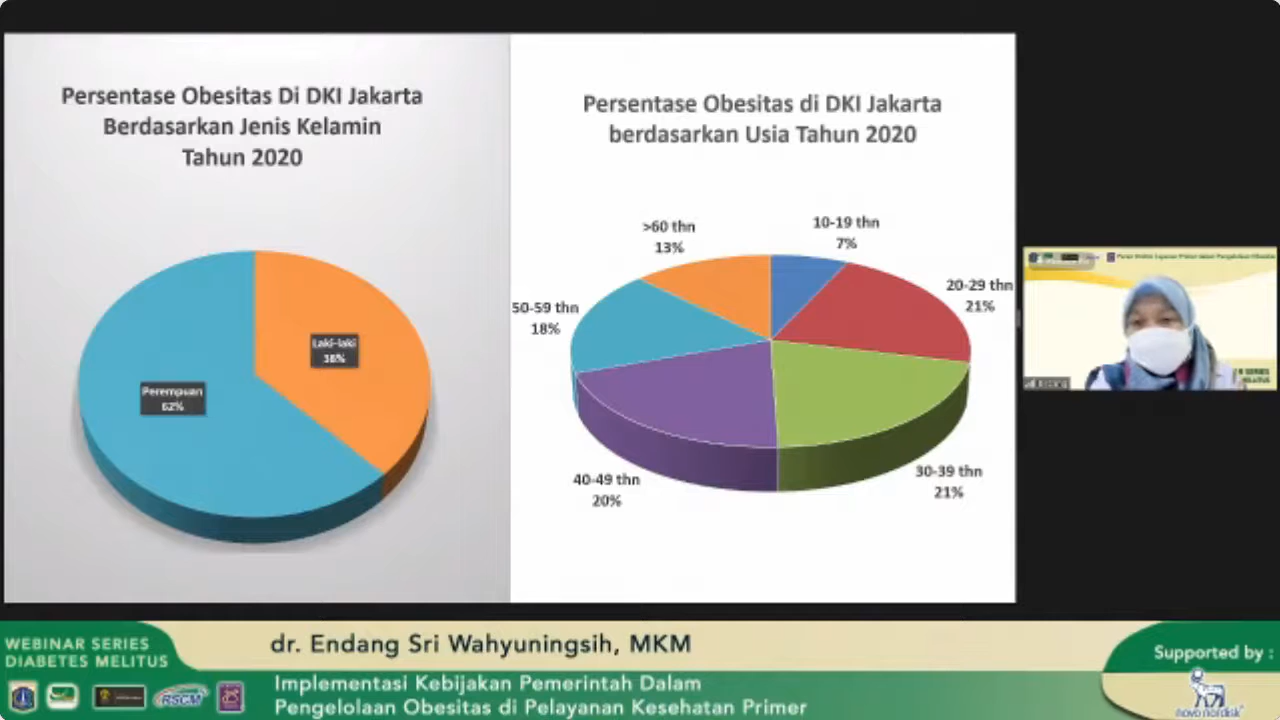 Persentase Obesitas Di DKI Jakarta
Berdasarkan Jenis Kelamin
Tahun 2020
Laki-laki
38%
Perempuan
62%
Persentase Obesitas di DKI Jakarta
berdasarkan Usia Tahun 2020
>60 thn
13%
10-19 thn
7%
20-29 thn
21%
50-59 thn
18%
40-49 thn
20%
30-39 thn
21%
WEBINAR SERIES
DIABETES MELITUS
dr. Endang Sri Wahyuningsih, MKM
Implementasi Kebijakan Pemerintah Dalam
Pengelolaan Obesitas di Pelayanan Kesehatan Primer
RSCM
Supported by :
novo nordisk